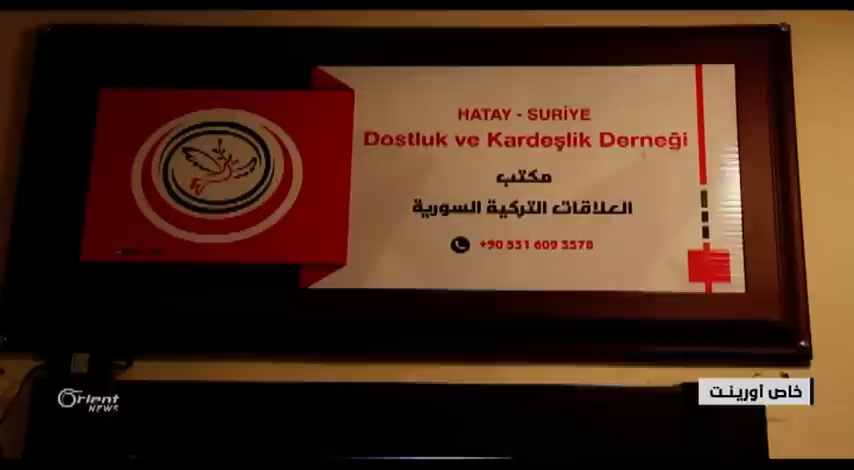 HATAY - SURİYE
Dostluk ve Kardeşlik Derneği
مكتب
العلاقات التركية السورية
+90 531 609 3578
خاص أورينت
Orient
NEWS